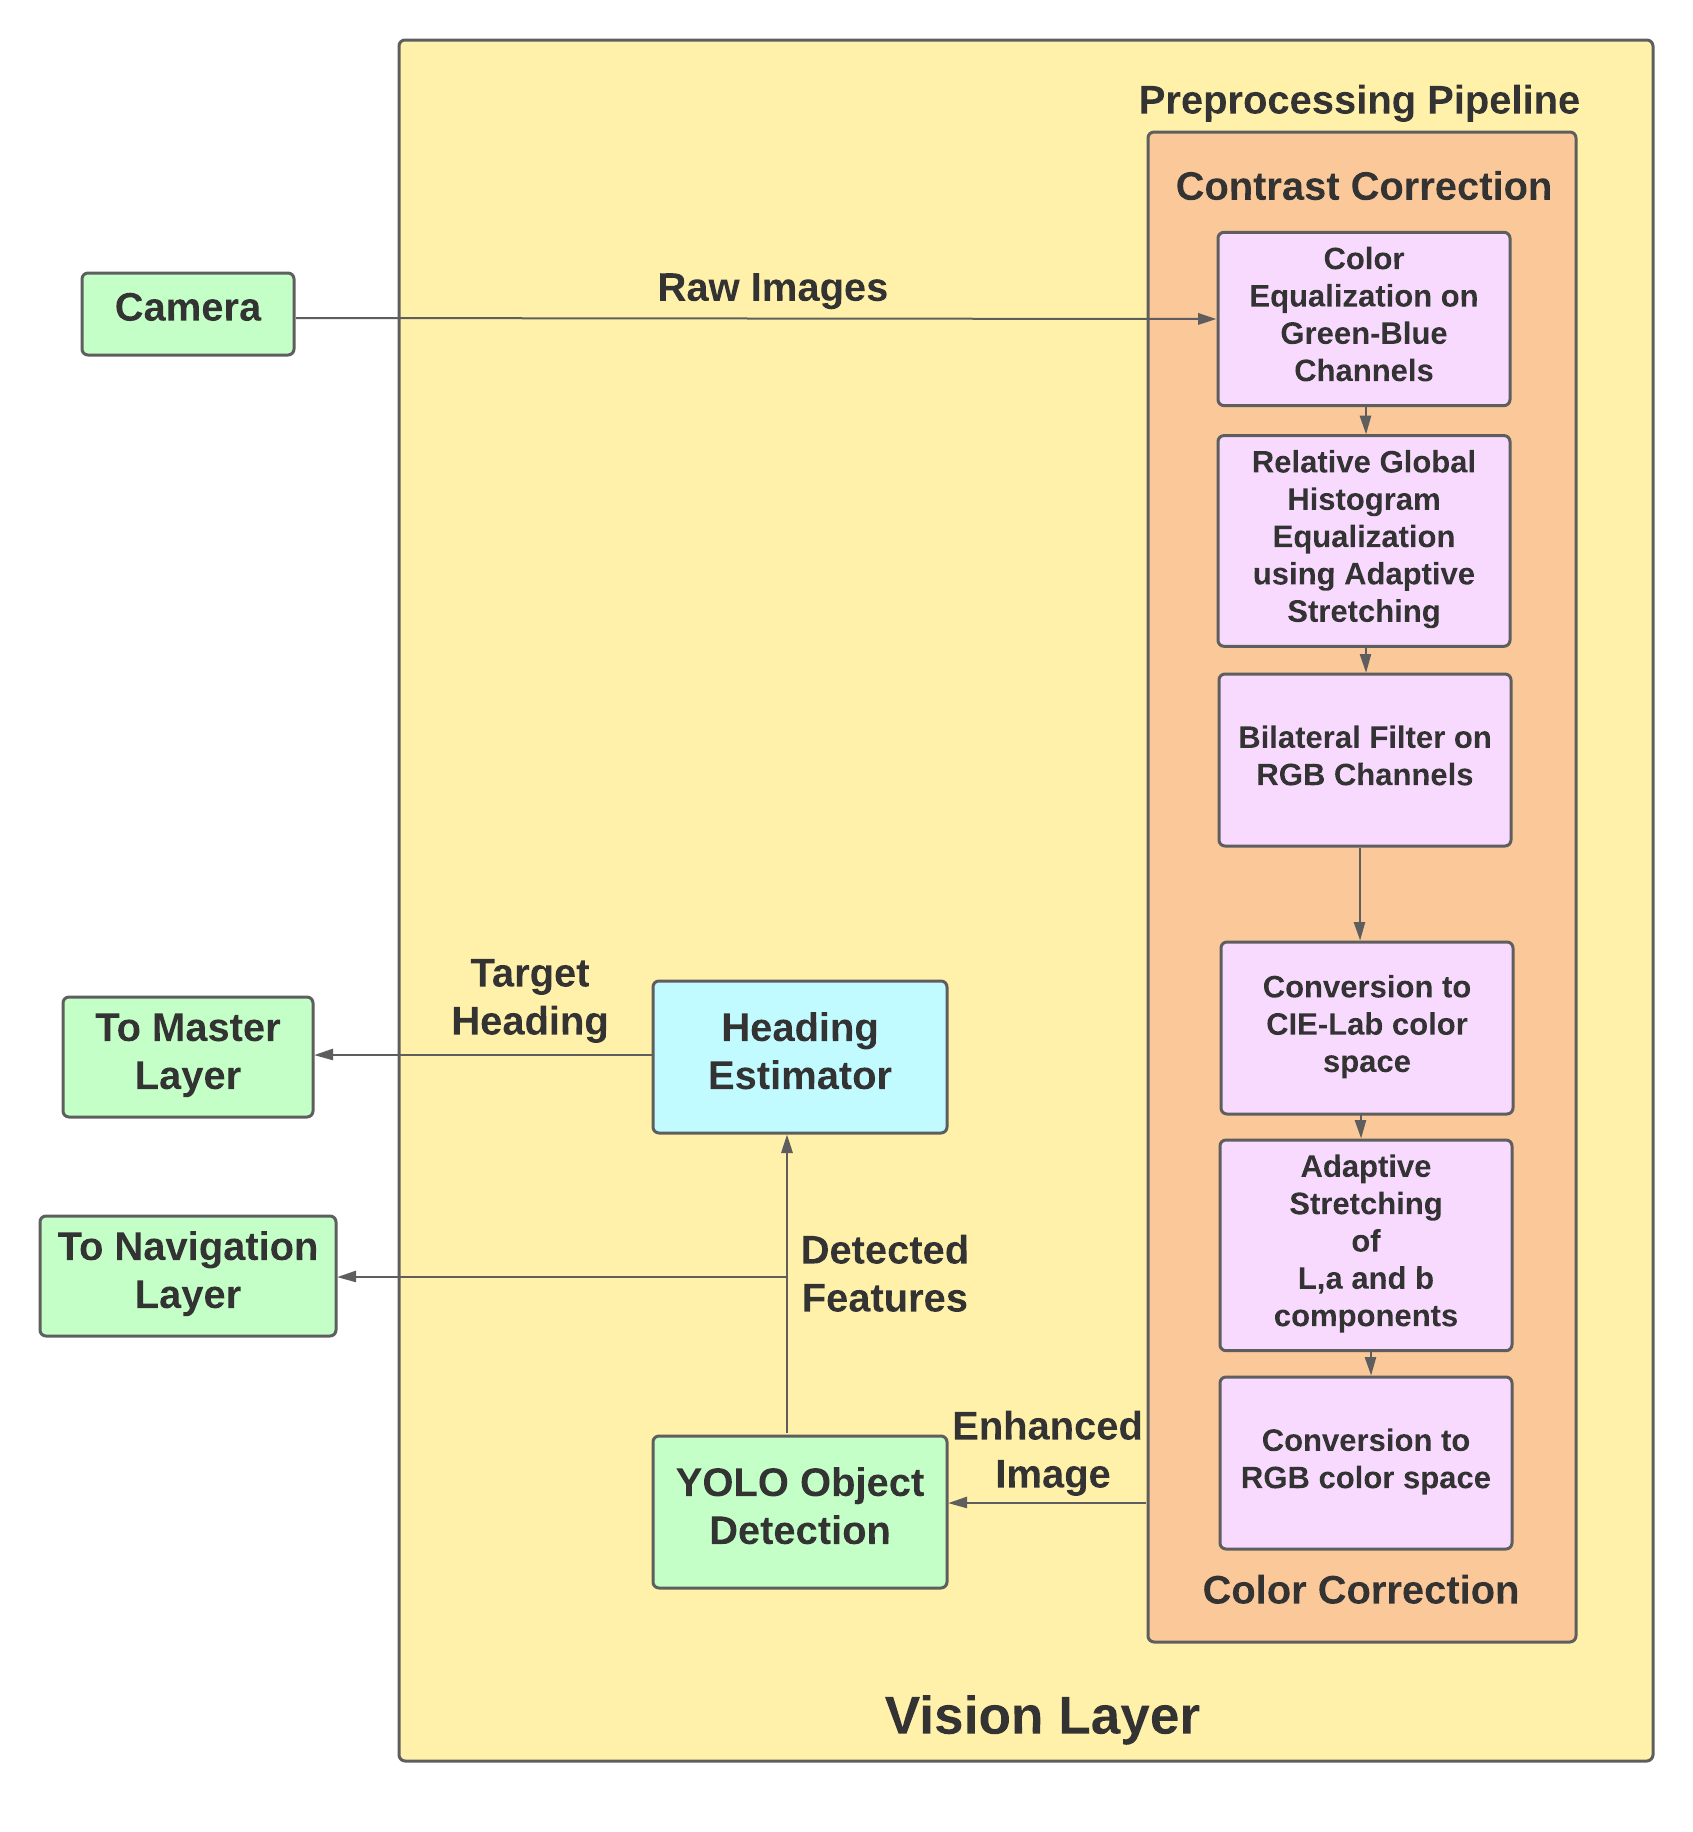 Preprocessing Pipeline
Contrast Correction
Color
Equalization on
Green-Blue
Channels
Camera
Raw Images
Relative Global
Histogram
Equalization
using Adaptive
Stretching
Bilateral Filter on
RGB Channels
Conversion to
CIE-Lab color
space
Target
Heading
Heading
Estimator
To Master
Layer
Adaptive
Stretching
of
L,a and b
components
To Navigation
Layer
Detected
Features
Enhanced
Image
YOLO Object
Detection
Conversion to
RGB color space
Color Correction
Vision Layer